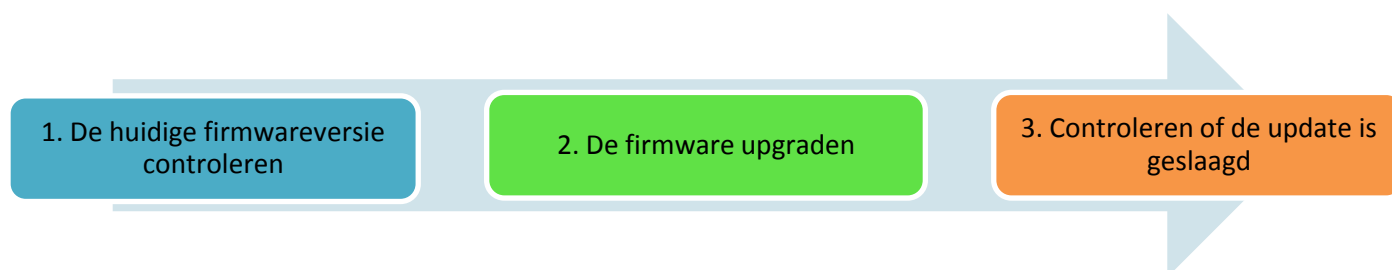 1. De huidige firmwareversie
controleren
2. De firmware upgraden
3. Controleren of de update is
geslaagd